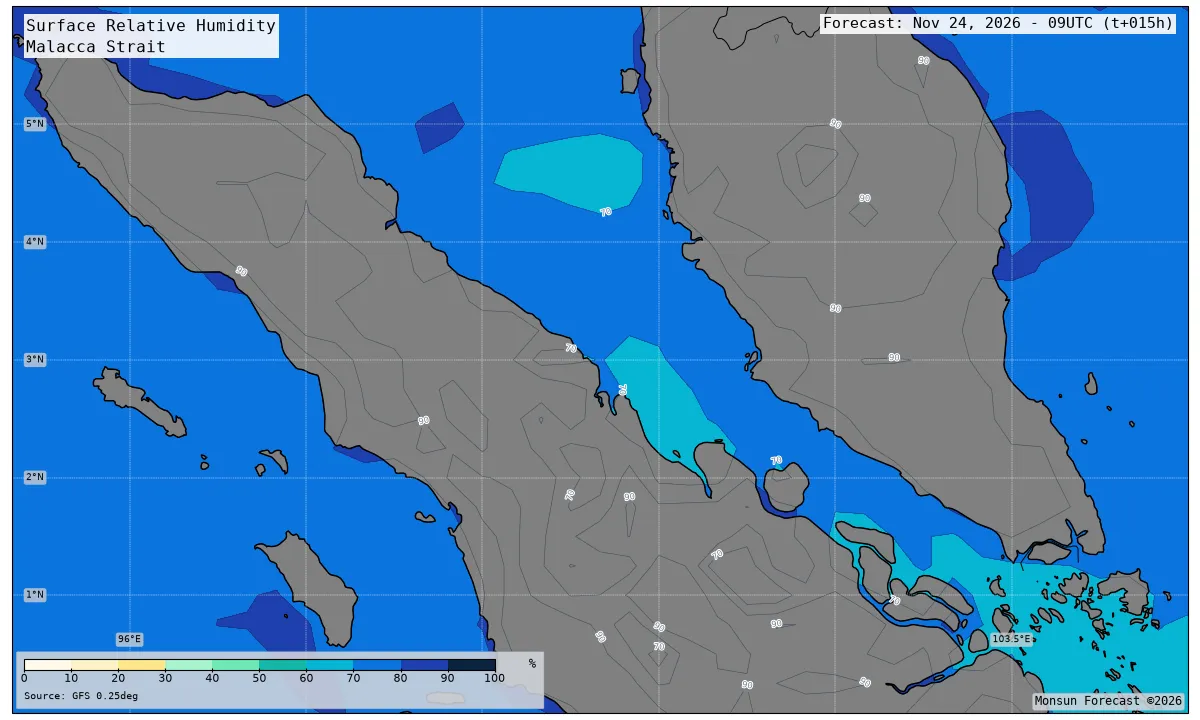 Surface Relative Humidity
Malacca Strait
Forecast: Nov 24, 2026 - 09UTC (t+015h)
90
5°N
90
90
70
4°N
90
90
70
3°N
90
70
90
70
2°N
70
90
70
1°N
70
90
90
96°E
90
70
103.5°E
90
90
%
0 10 20 30 40 50 60 70 80 90 100
Source: GFS 0.25deg
Monsun Forecast ©2026